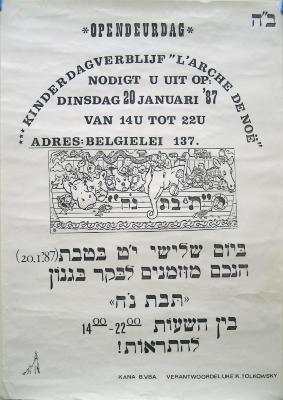 ב"ה
*OPENDEURDAG*
***KINDERDAGVERBLIJF "L'ARCHE DE NOË"
NODIGT U UIT OP:
DINSDAG 20 JANUARI '87
VAN 14U TOT 22U
ADRES: BELGIELEI 137.
"תיבת נח"
ביום שלישי י"ט בטבת (20.1.87)
הנכם מוזמנים לבקר בגנון
«תבת נח»
בין השעות 22⁰⁰-14⁰⁰
להתראות!
KANA B.VBA. VERANTWOORDELIJKE: K.TOLKOWSKY